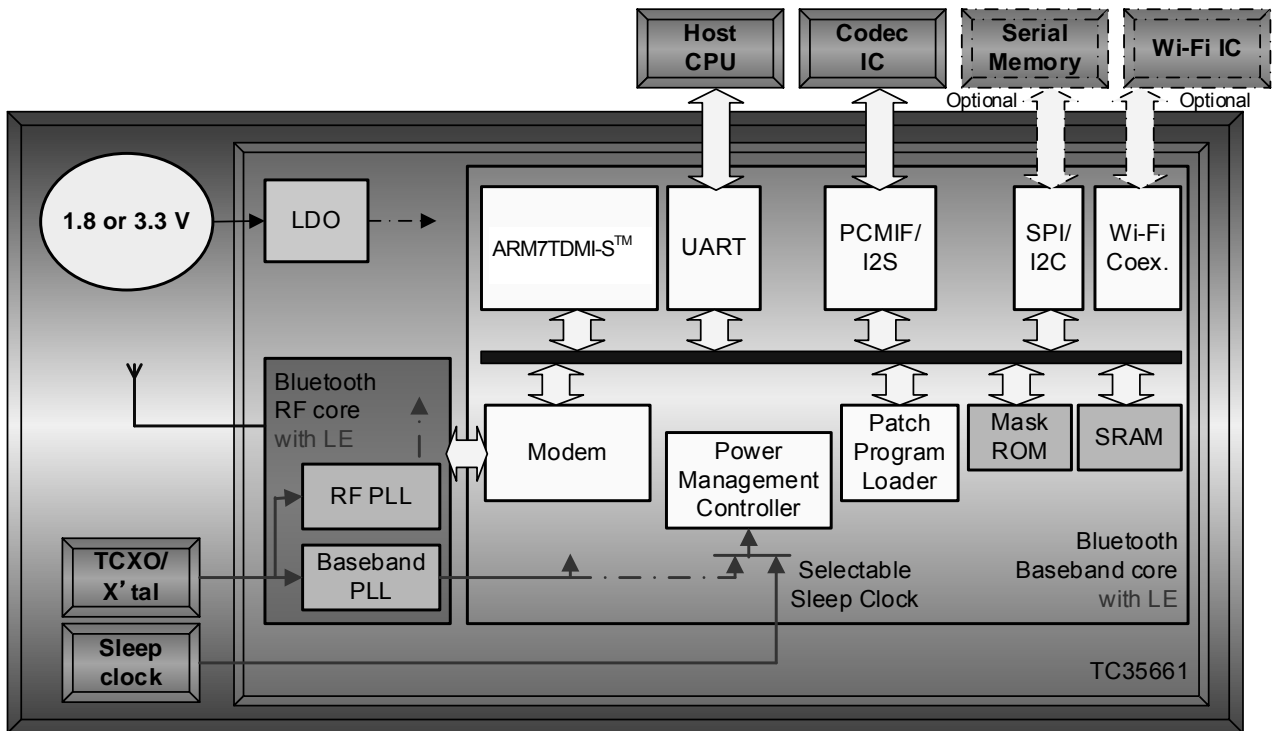 Host
CPU
Codec
IC
Serial
Memory
Wi-Fi IC
Optional
Optional
1.8 or 3.3 V
LDO
ARM7TDMI-S™
UART
PCMIF/
I2S
SPI/
I2C
Wi-Fi
Coex.
Bluetooth
RF core
with LE
Modem
Power
Management
Controller
Patch
Program
Loader
Mask
ROM
SRAM
RF PLL
Baseband
PLL
TCXO/
X' tal
Selectable
Sleep Clock
Bluetooth
Baseband core
with LE
Sleep
clock
TC35661